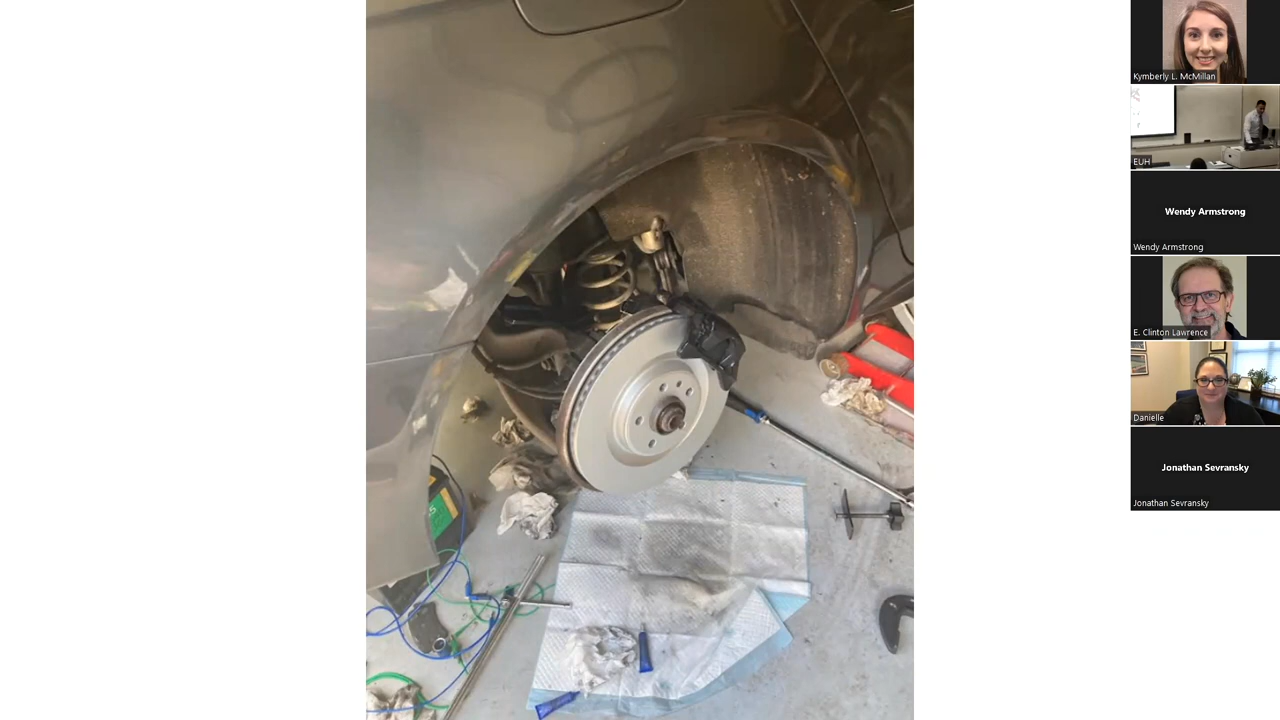 Kymberly L. McMillan
EUH
Wendy Armstrong
Wendy Armstrong
E. Clinton Lawrence
Danielle
Jonathan Sevransky
Jonathan Sevransky